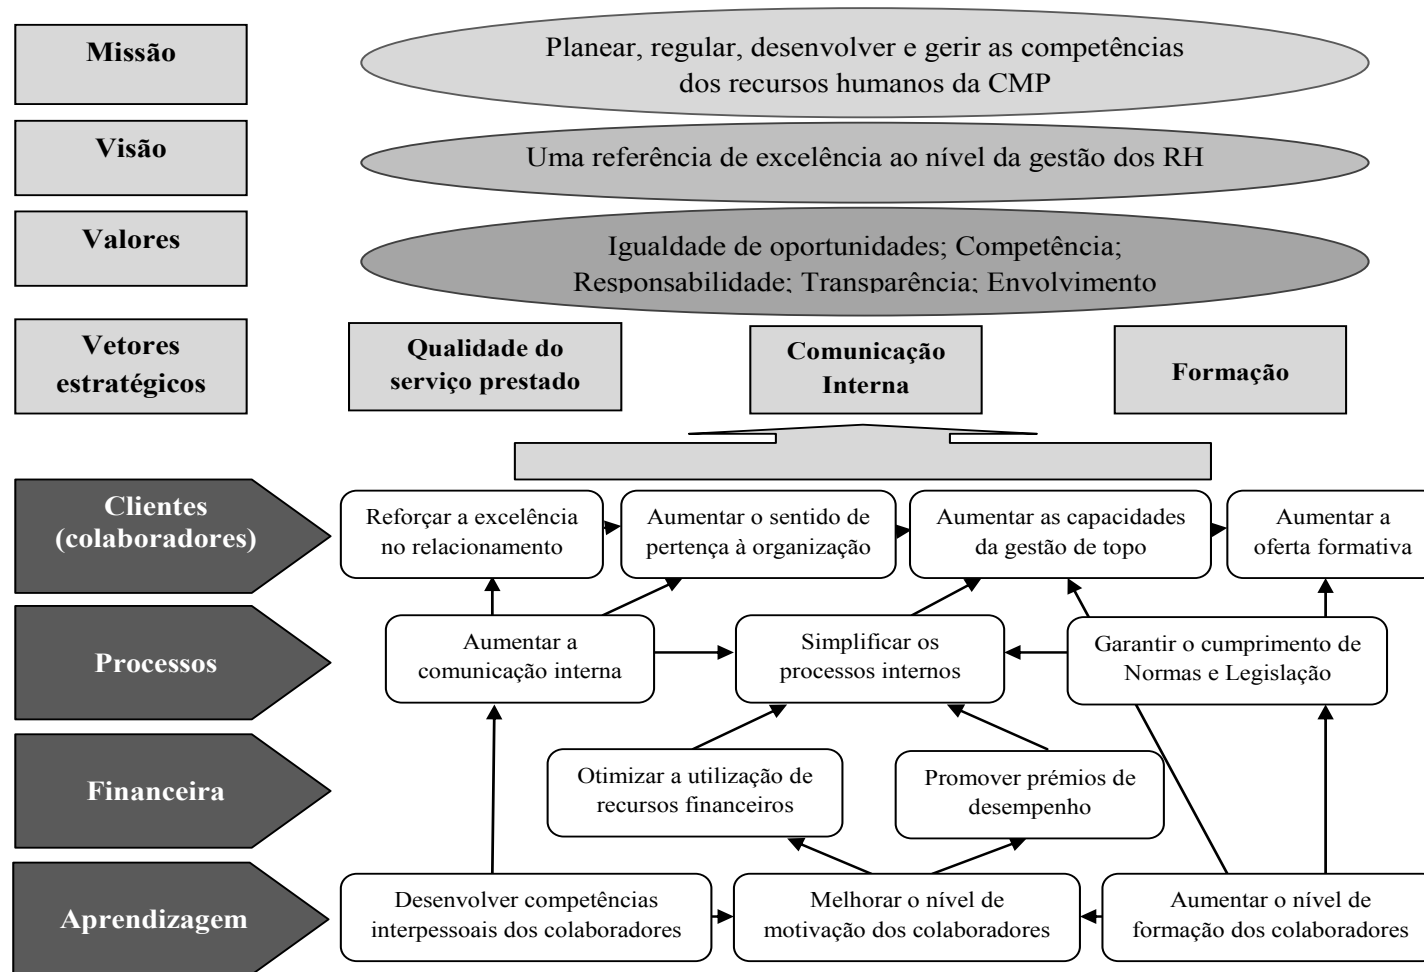 Missão
Planear, regular, desenvolver e gerir as competências
dos recursos humanos da CMP
Visão
Uma referência de excelência ao nível da gestão dos RH
Valores
Igualdade de oportunidades; Competência;
Responsabilidade; Transparência; Envolvimento
Vetores
estratégicos
Qualidade do
serviço prestado
Comunicação
Interna
Formação
Clientes
(colaboradores)
Reforçar a excelência
no relacionamento
Aumentar o sentido de
pertença à organização
Aumentar as capacidades
da gestão de topo
Aumentar a
oferta formativa
Processos
Aumentar a
comunicação interna
Simplificar os
processos internos
Garantir o cumprimento de
Normas e Legislação
Financeira
Otimizar a utilização de
recursos financeiros
Promover prémios de
desempenho
Aprendizagem
Desenvolver competências
interpessoais dos colaboradores
Melhorar o nível de
motivação dos colaboradores
Aumentar o nível de
formação dos colaboradores